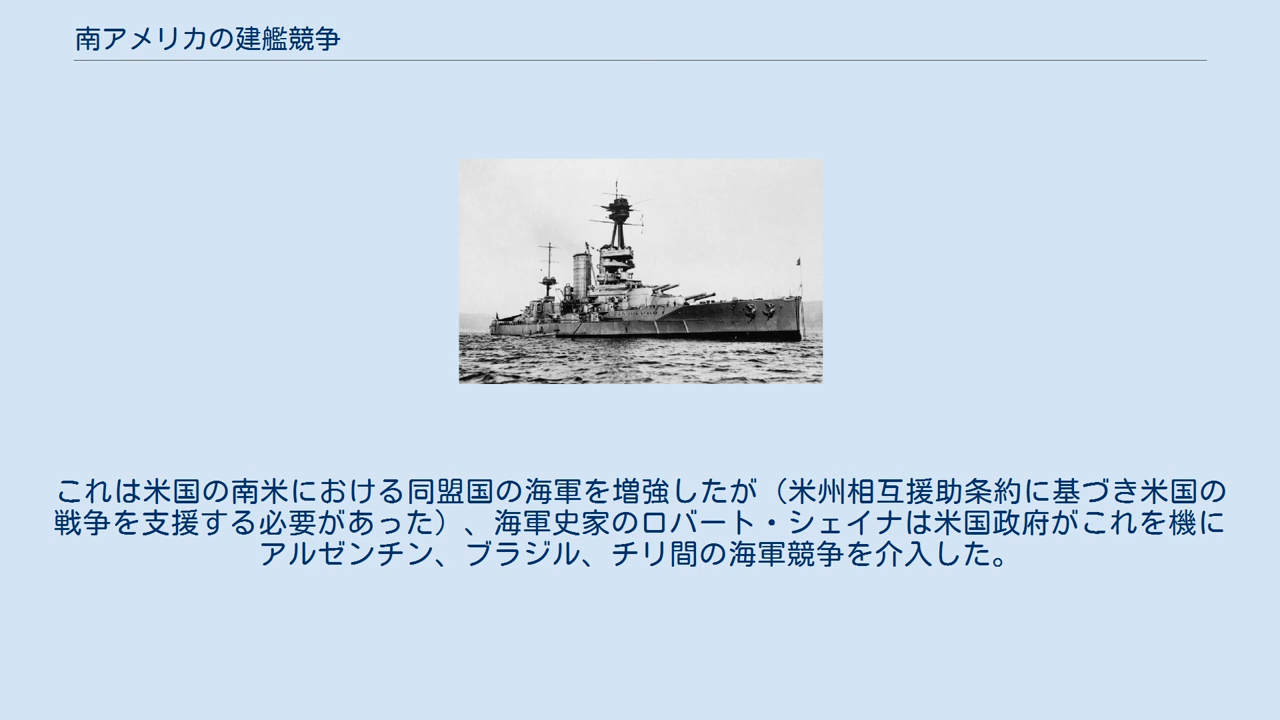 南アメリカの建艦競争
これは米国の南米における同盟国の海軍を増強したが（米州相互援助条約に基づき米国の
戦争を支援する必要があった）、海軍史家のロバート・シェイナは米国政府がこれを機に
アルゼンチン、ブラジル、チリ間の海軍競争を介入した。